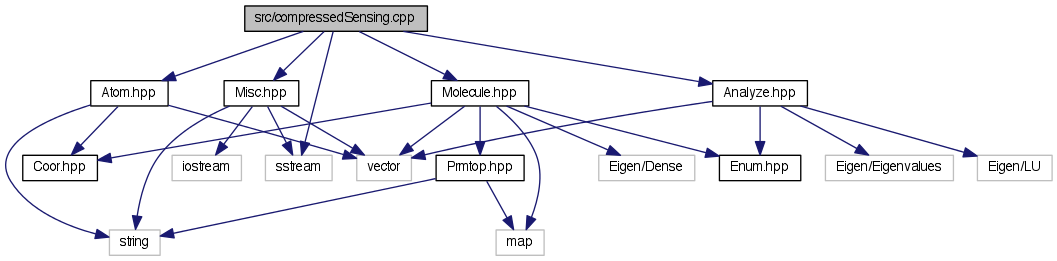 src/compressedSensing.cpp
Atom.hpp
Misc.hpp
Molecule.hpp
Analyze.hpp
Coor.hpp
iostream
sstream
vector
Prmtop.hpp
Eigen/Dense
Enum.hpp
Eigen/Eigenvalues
Eigen/LU
string
map